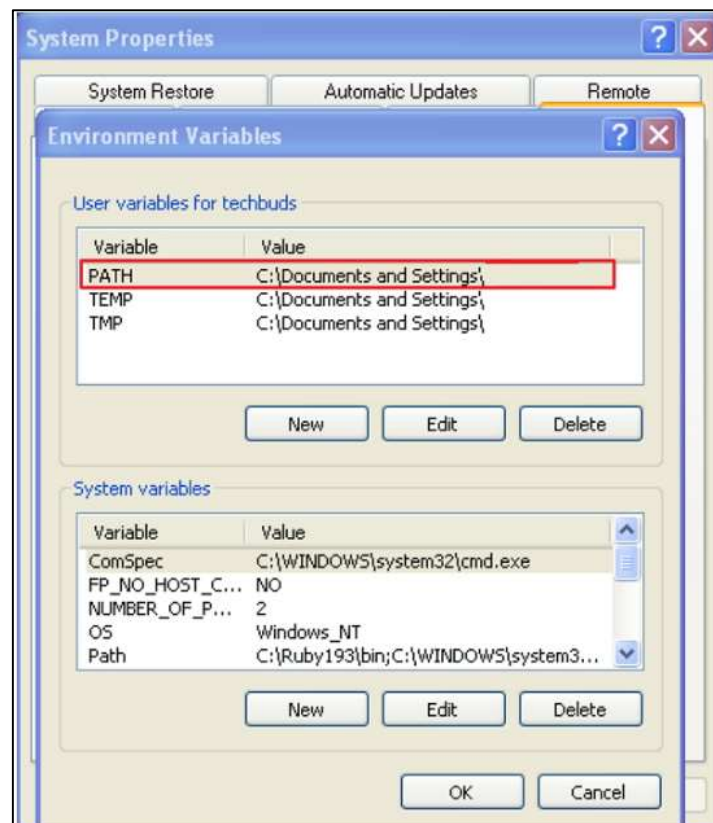 System Properties
System Restore Automatic Updates Remote
Environment Variables
User variables for techbuds
Variable Value
PATH C:\Documents and Settings\
TEMP C:\Documents and Settings\
TMP C:\Documents and Settings\
New Edit Delete
System variables
Variable Value
ComSpec C:\WINDOWS\system32\cmd.exe
FP_NO_HOST_C... NO
NUMBER_OF_P... 2
OS Windows_NT
Path C:\Ruby193\bin;C:\WINDOWS\system3...
New Edit Delete
OK Cancel